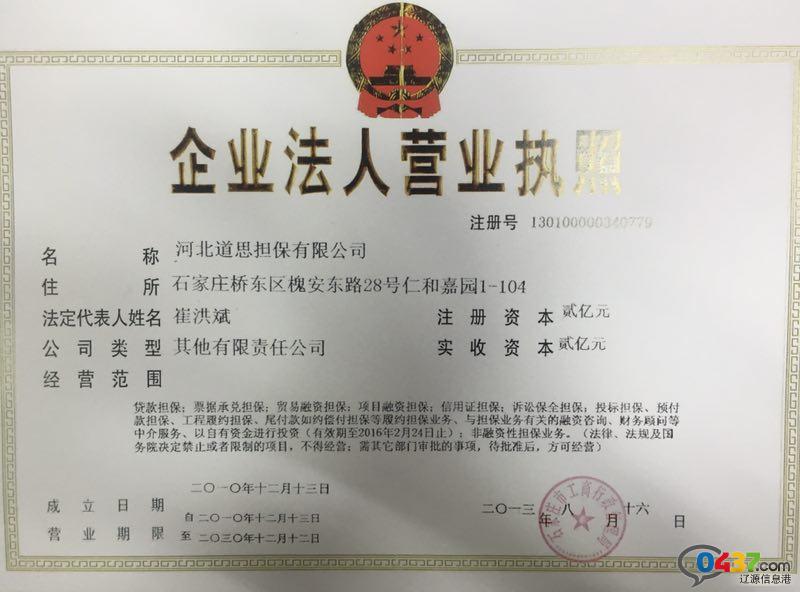 企业法人营业执照
注册号 130100000340779
名 称 河北道思担保有限公司
住 所 石家庄桥东区槐安东路28号仁和嘉园1-104
法定代表人姓名 崔洪斌 注 册 资 本 贰亿元
公 司 类 型 其他有限责任公司 实 收 资 本 贰亿元
经 营 范 围
贷款担保；票据承兑担保；贸易融资担保；项目融资担保；信用证担保；诉讼保全担保；投标担保、预付
款担保、工程履约担保、尾付款如约偿付担保等履约担保业务、与担保业务有关的融资咨询、财务顾问等
中介服务、以自有资金进行投资（有效期至2016年2月24日止）；非融资性担保业务。（法律、法规及国
务院决定禁止或者限制的项目，不得经营；需其它部门审批的事项，待批准后，方可经营）
成 立 日 期 二〇一〇年十二月十三日
营 业 期 限 自二〇一〇年十二月十三日
至二〇三〇年十二月十二日
二〇一三 年 八 月 十六 日
石家庄市工商行政管理局
0437.com
辽源信息港